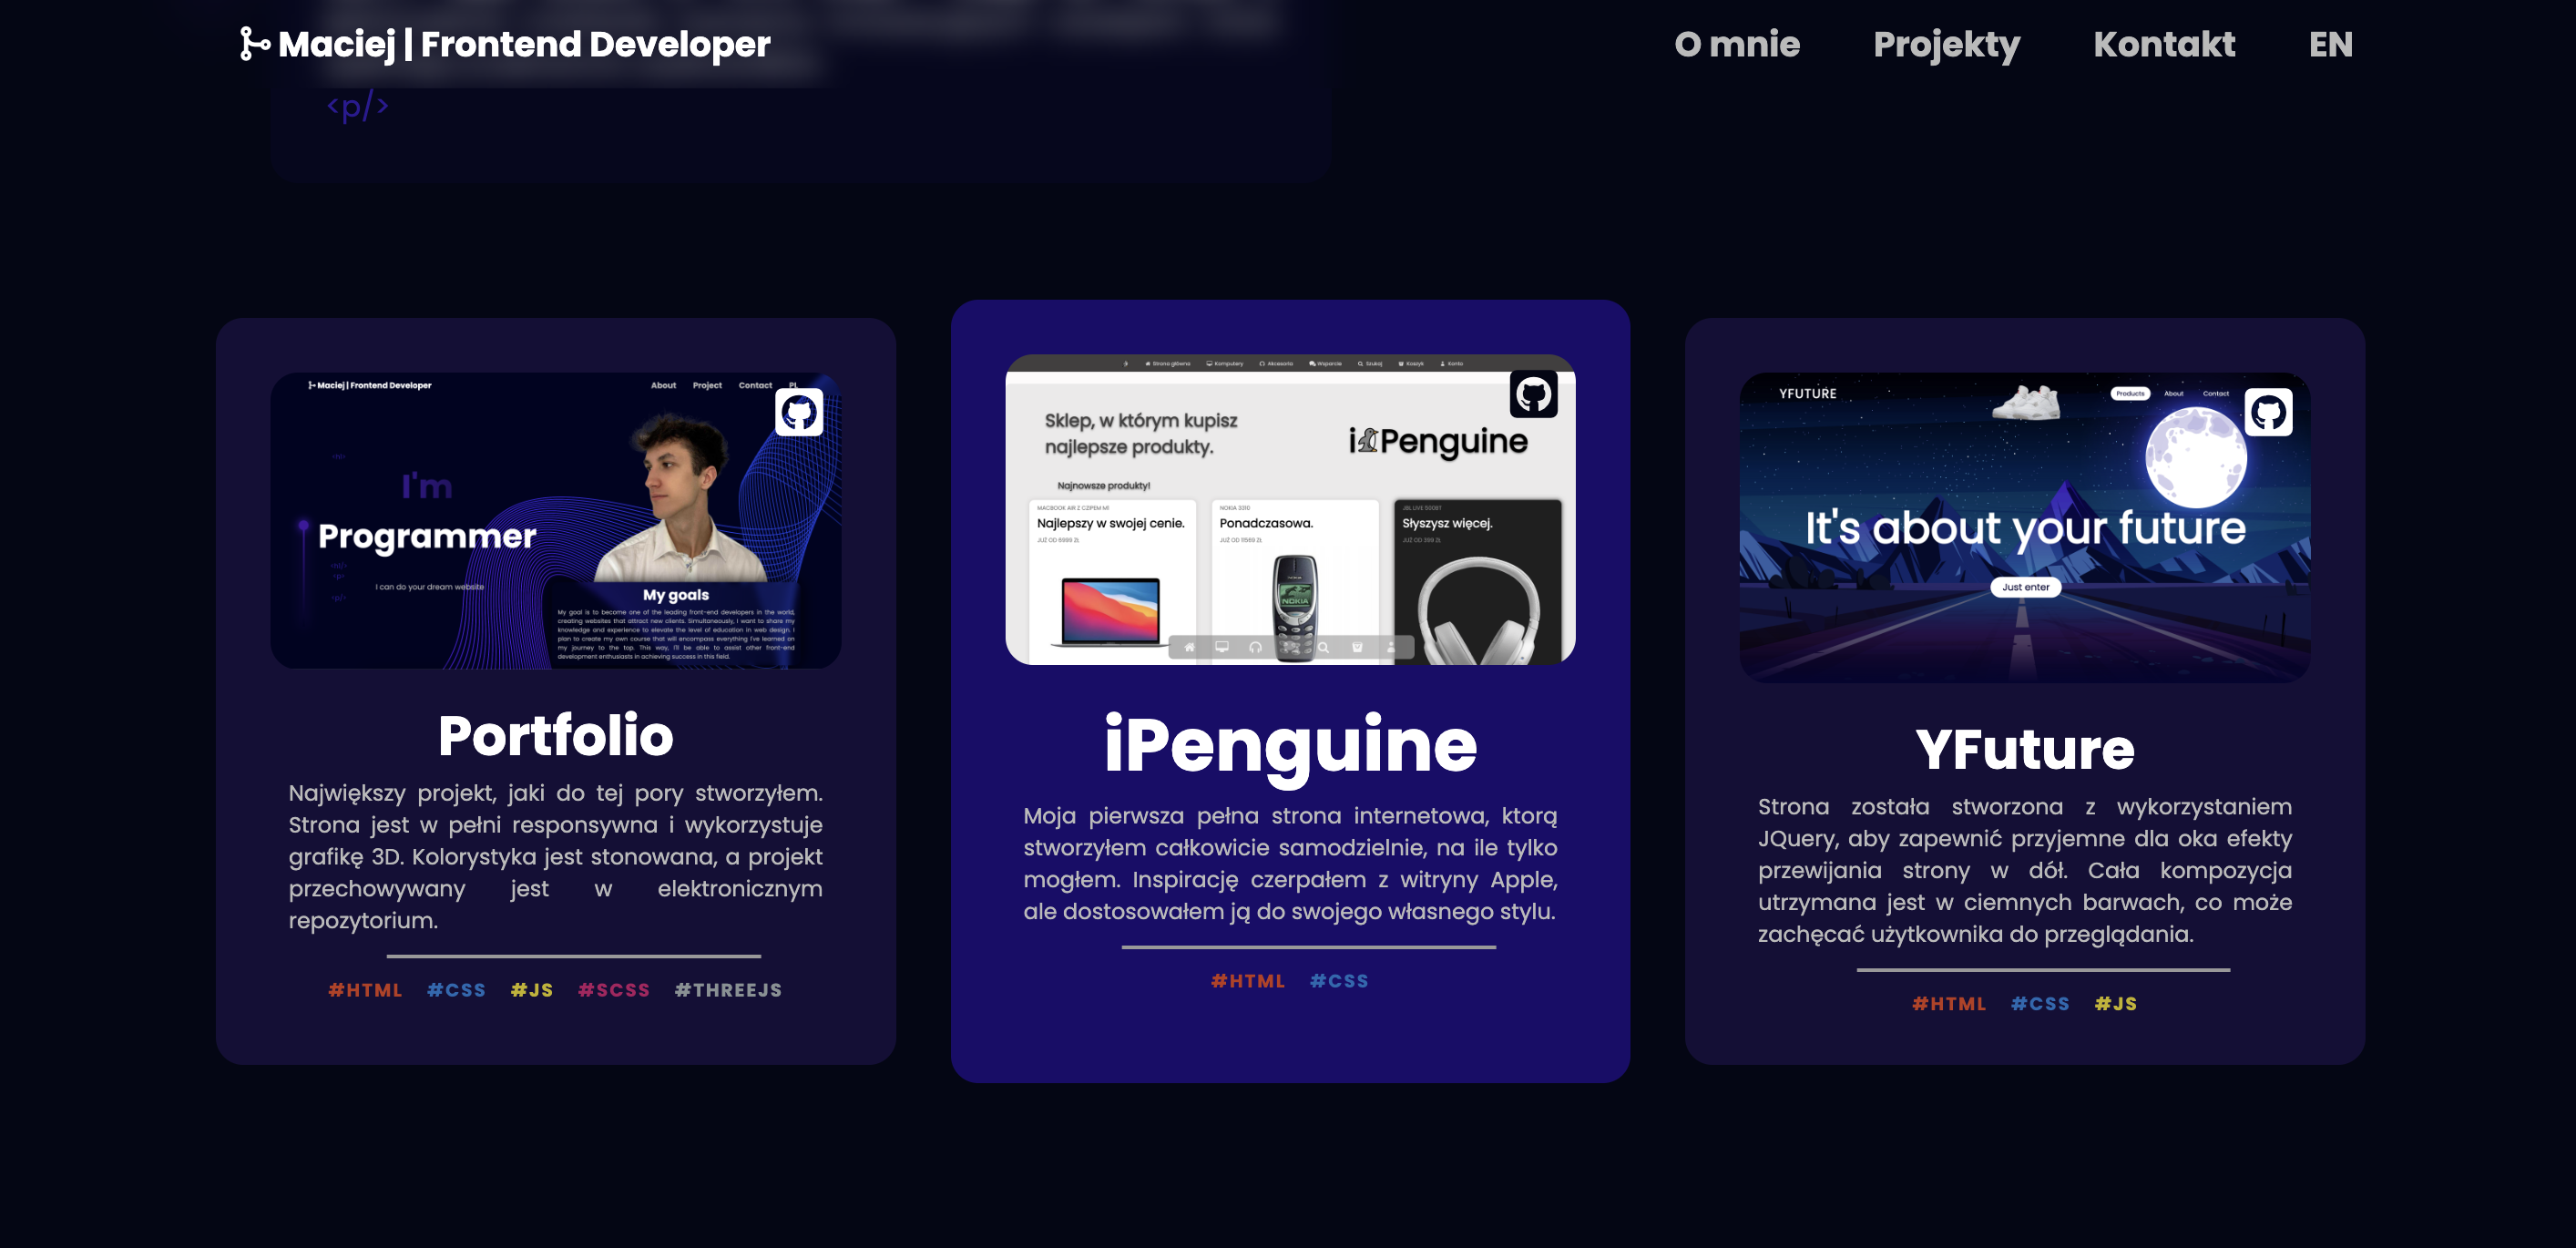 Maciej | Frontend Developer
O mnie
Projekty
Kontakt
EN
<p/>
Maciej | Frontend Developer
About
Project
Contact
PL
I'm
Programmer
I can do your dream website
<p/>
My goals
My goal is to become one of the leading front-end developers in the world,
creating websites that attract new clients. Simultaneously, I want to share my
knowledge and experience to elevate the level of education in web design. I
plan to create my own course that will encompass everything I've learned on
my journey to the top. This way, I'll be able to assist other front-end
development enthusiasts in achieving success in this field.
Portfolio
Największy projekt, jaki do tej pory stworzyłem.
Strona jest w pełni responsywna i wykorzystuje
grafikę 3D. Kolorystyka jest stonowana, a projekt
przechowywany jest w elektronicznym
repozytorium.
#HTML #CSS #JS #SCSS #THREEJS
Strona główna
Komputery
Akcesoria
Wsparcie
Szukaj
Koszyk
Konto
Sklep, w którym kupisz
najlepsze produkty.
iPenguine
Najnowsze produkty!
MACBOOK AIR Z CZIPEM M1
Najlepszy w swojej cenie.
JUŻ OD 6999 ZŁ
NOKIA 3310
Ponadczasowa.
JUŻ OD 5569 ZŁ
NOKIA
JBL LIVE 500BT
Słyszysz więcej.
JUŻ OD 399 ZŁ
iPenguine
Moja pierwsza pełna strona internetowa, ktorą
stworzyłem całkowicie samodzielnie, na ile tylko
mogłem. Inspirację czerpałem z witryny Apple,
ale dostosowałem ją do swojego własnego stylu.
#HTML #CSS
YFUTURE
Products
About
Contact
It's about your future
Just enter
YFuture
Strona została stworzona z wykorzystaniem
JQuery, aby zapewnić przyjemne dla oka efekty
przewijania strony w dół. Cała kompozycja
utrzymana jest w ciemnych barwach, co może
zachęcać użytkownika do przeglądania.
#HTML #CSS #JS